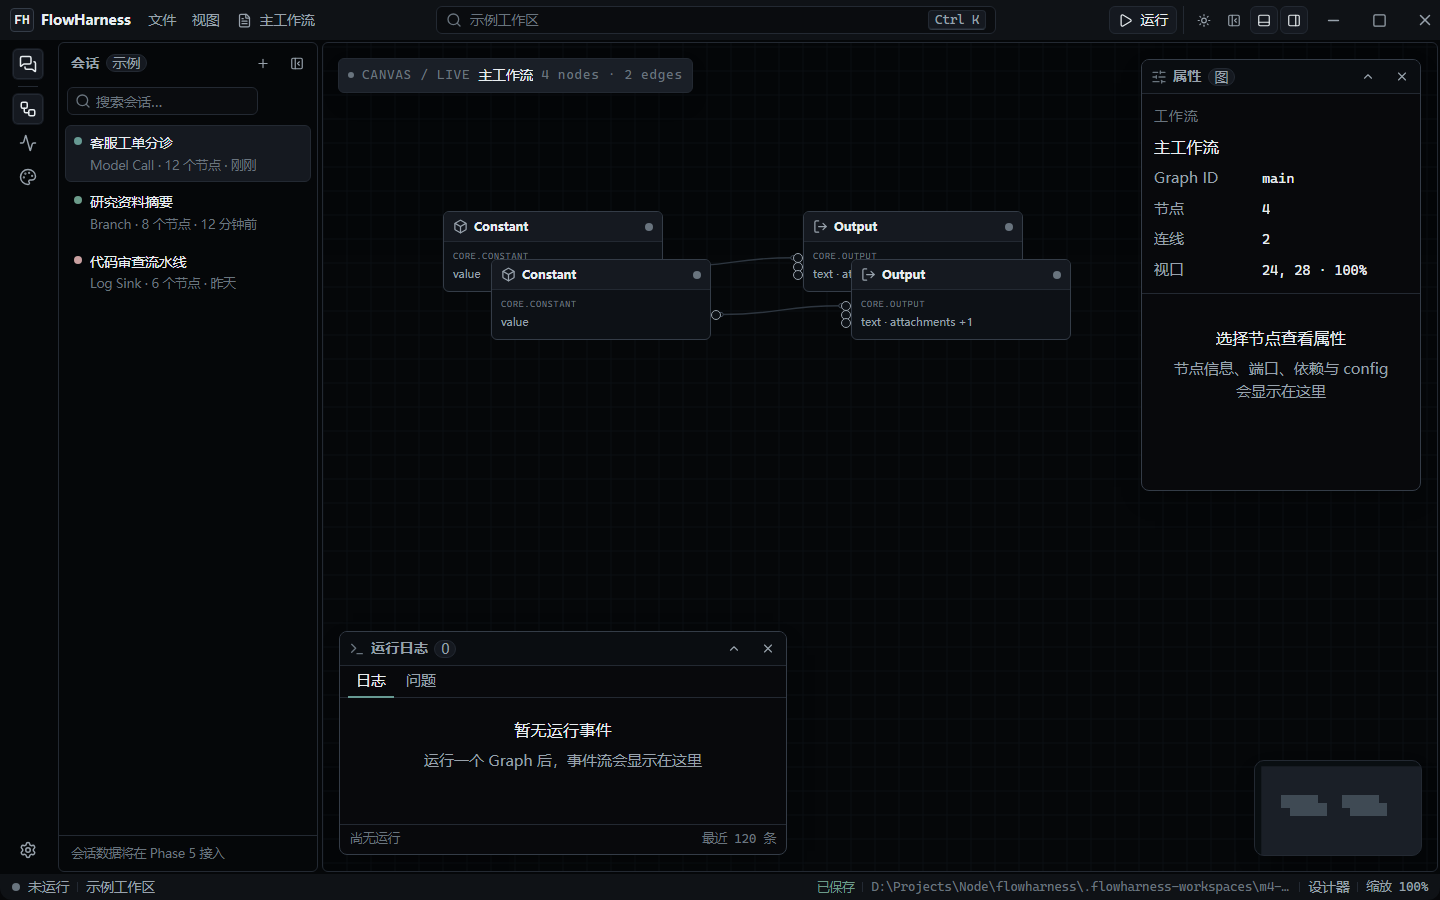 FH FlowHarness 文件 视图 主工作流 示例工作区 Ctrl K 运行
会话 示例
搜索会话...
客服工单分诊
Model Call · 12 个节点 · 刚刚
研究资料摘要
Branch · 8 个节点 · 12 分钟前
代码审查流水线
Log Sink · 6 个节点 · 昨天
会话数据将在 Phase 5 接入
CANVAS / LIVE 主工作流 4 nodes · 2 edges
Constant
CORE.CONSTANT
value
Output
CORE.OUTPUT
text · at
Constant
CORE.CONSTANT
value
Output
CORE.OUTPUT
text · attachments +1
属性 图
工作流
主工作流
Graph ID main
节点 4
连线 2
视口 24, 28 · 100%
选择节点查看属性
节点信息、端口、依赖与 config
会显示在这里
运行日志 0
日志 问题
暂无运行事件
运行一个 Graph 后，事件流会显示在这里
尚无运行 最近 120 条
未运行 示例工作区 已保存 D:\Projects\Node\flowharness\.flowharness-workspaces\m4-… 设计器 缩放 100%